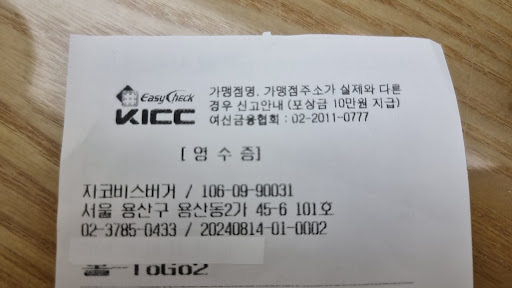 EasyCheck
KICC
가맹점명, 가맹점주소가 실제와 다른
경우 신고안내 (포상금 10만원 지급)
여신금융협회 : 02-2011-0777
[ 영 수 증 ]
자코비스버거 / 106-09-90031
서울 용산구 용산동2가 45-6 101호
02-3785-0433 / 20240814-01-0002
홀-ToGo2